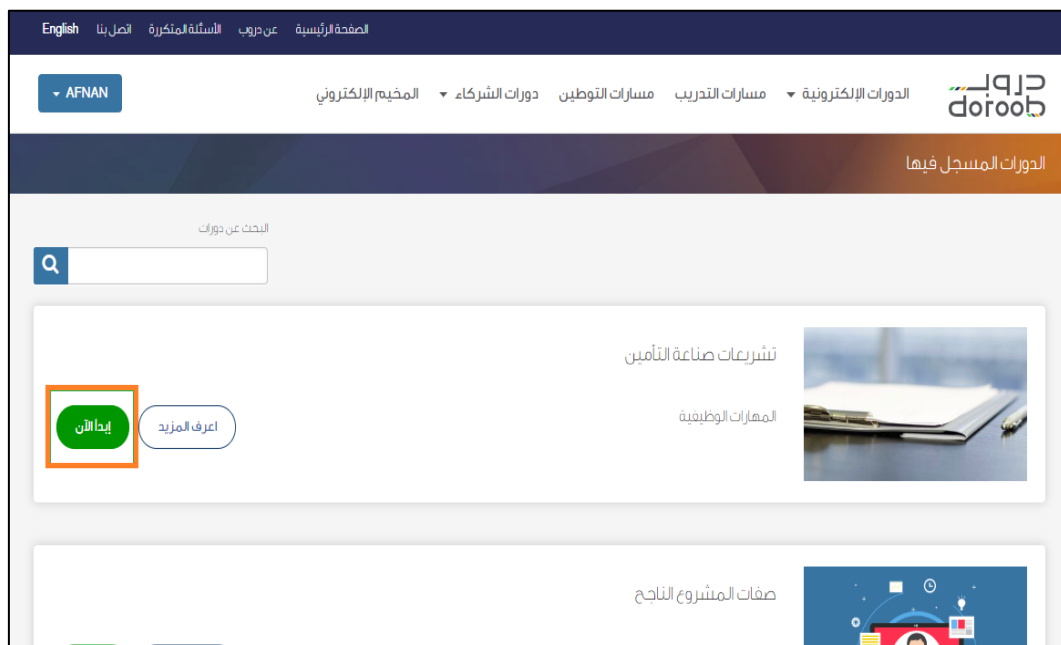 الصفحة الرئيسية عن دروب الأسئلة المتكررة اتصل بنا English
دروب
doroob
الدورات الإلكترونية مسارات التدريب مسارات التوطين دورات الشركاء المخيم الإلكتروني
AFNAN
الدورات المسجل فيها
البحث عن دورات
تشريعات صناعة التأمين
المهارات الوظيفية
اعرف المزيد
إبدأ الآن
صفات المشروع الناجح